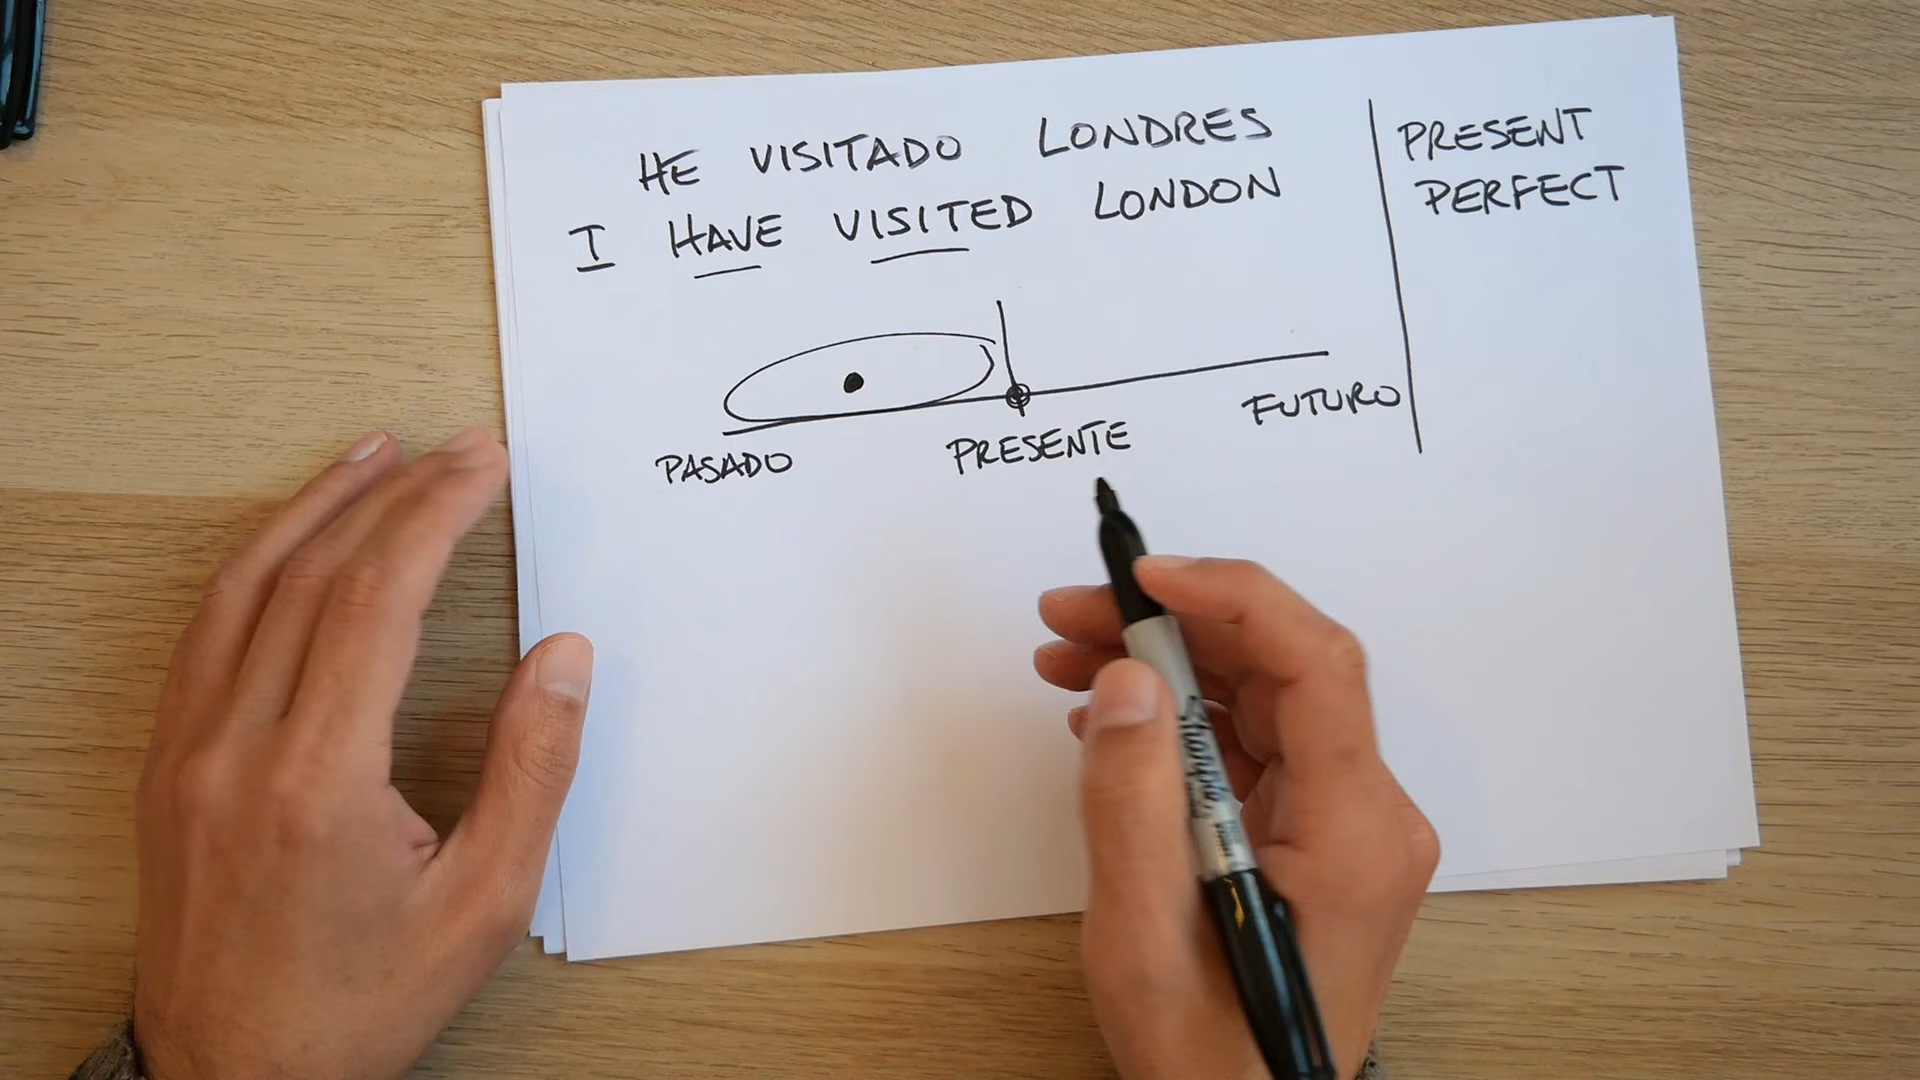 HE VISITADO LONDRES
I HAVE VISITED LONDON
PRESENT
PERFECT
PASADO
PRESENTE
FUTURO
Sharpie